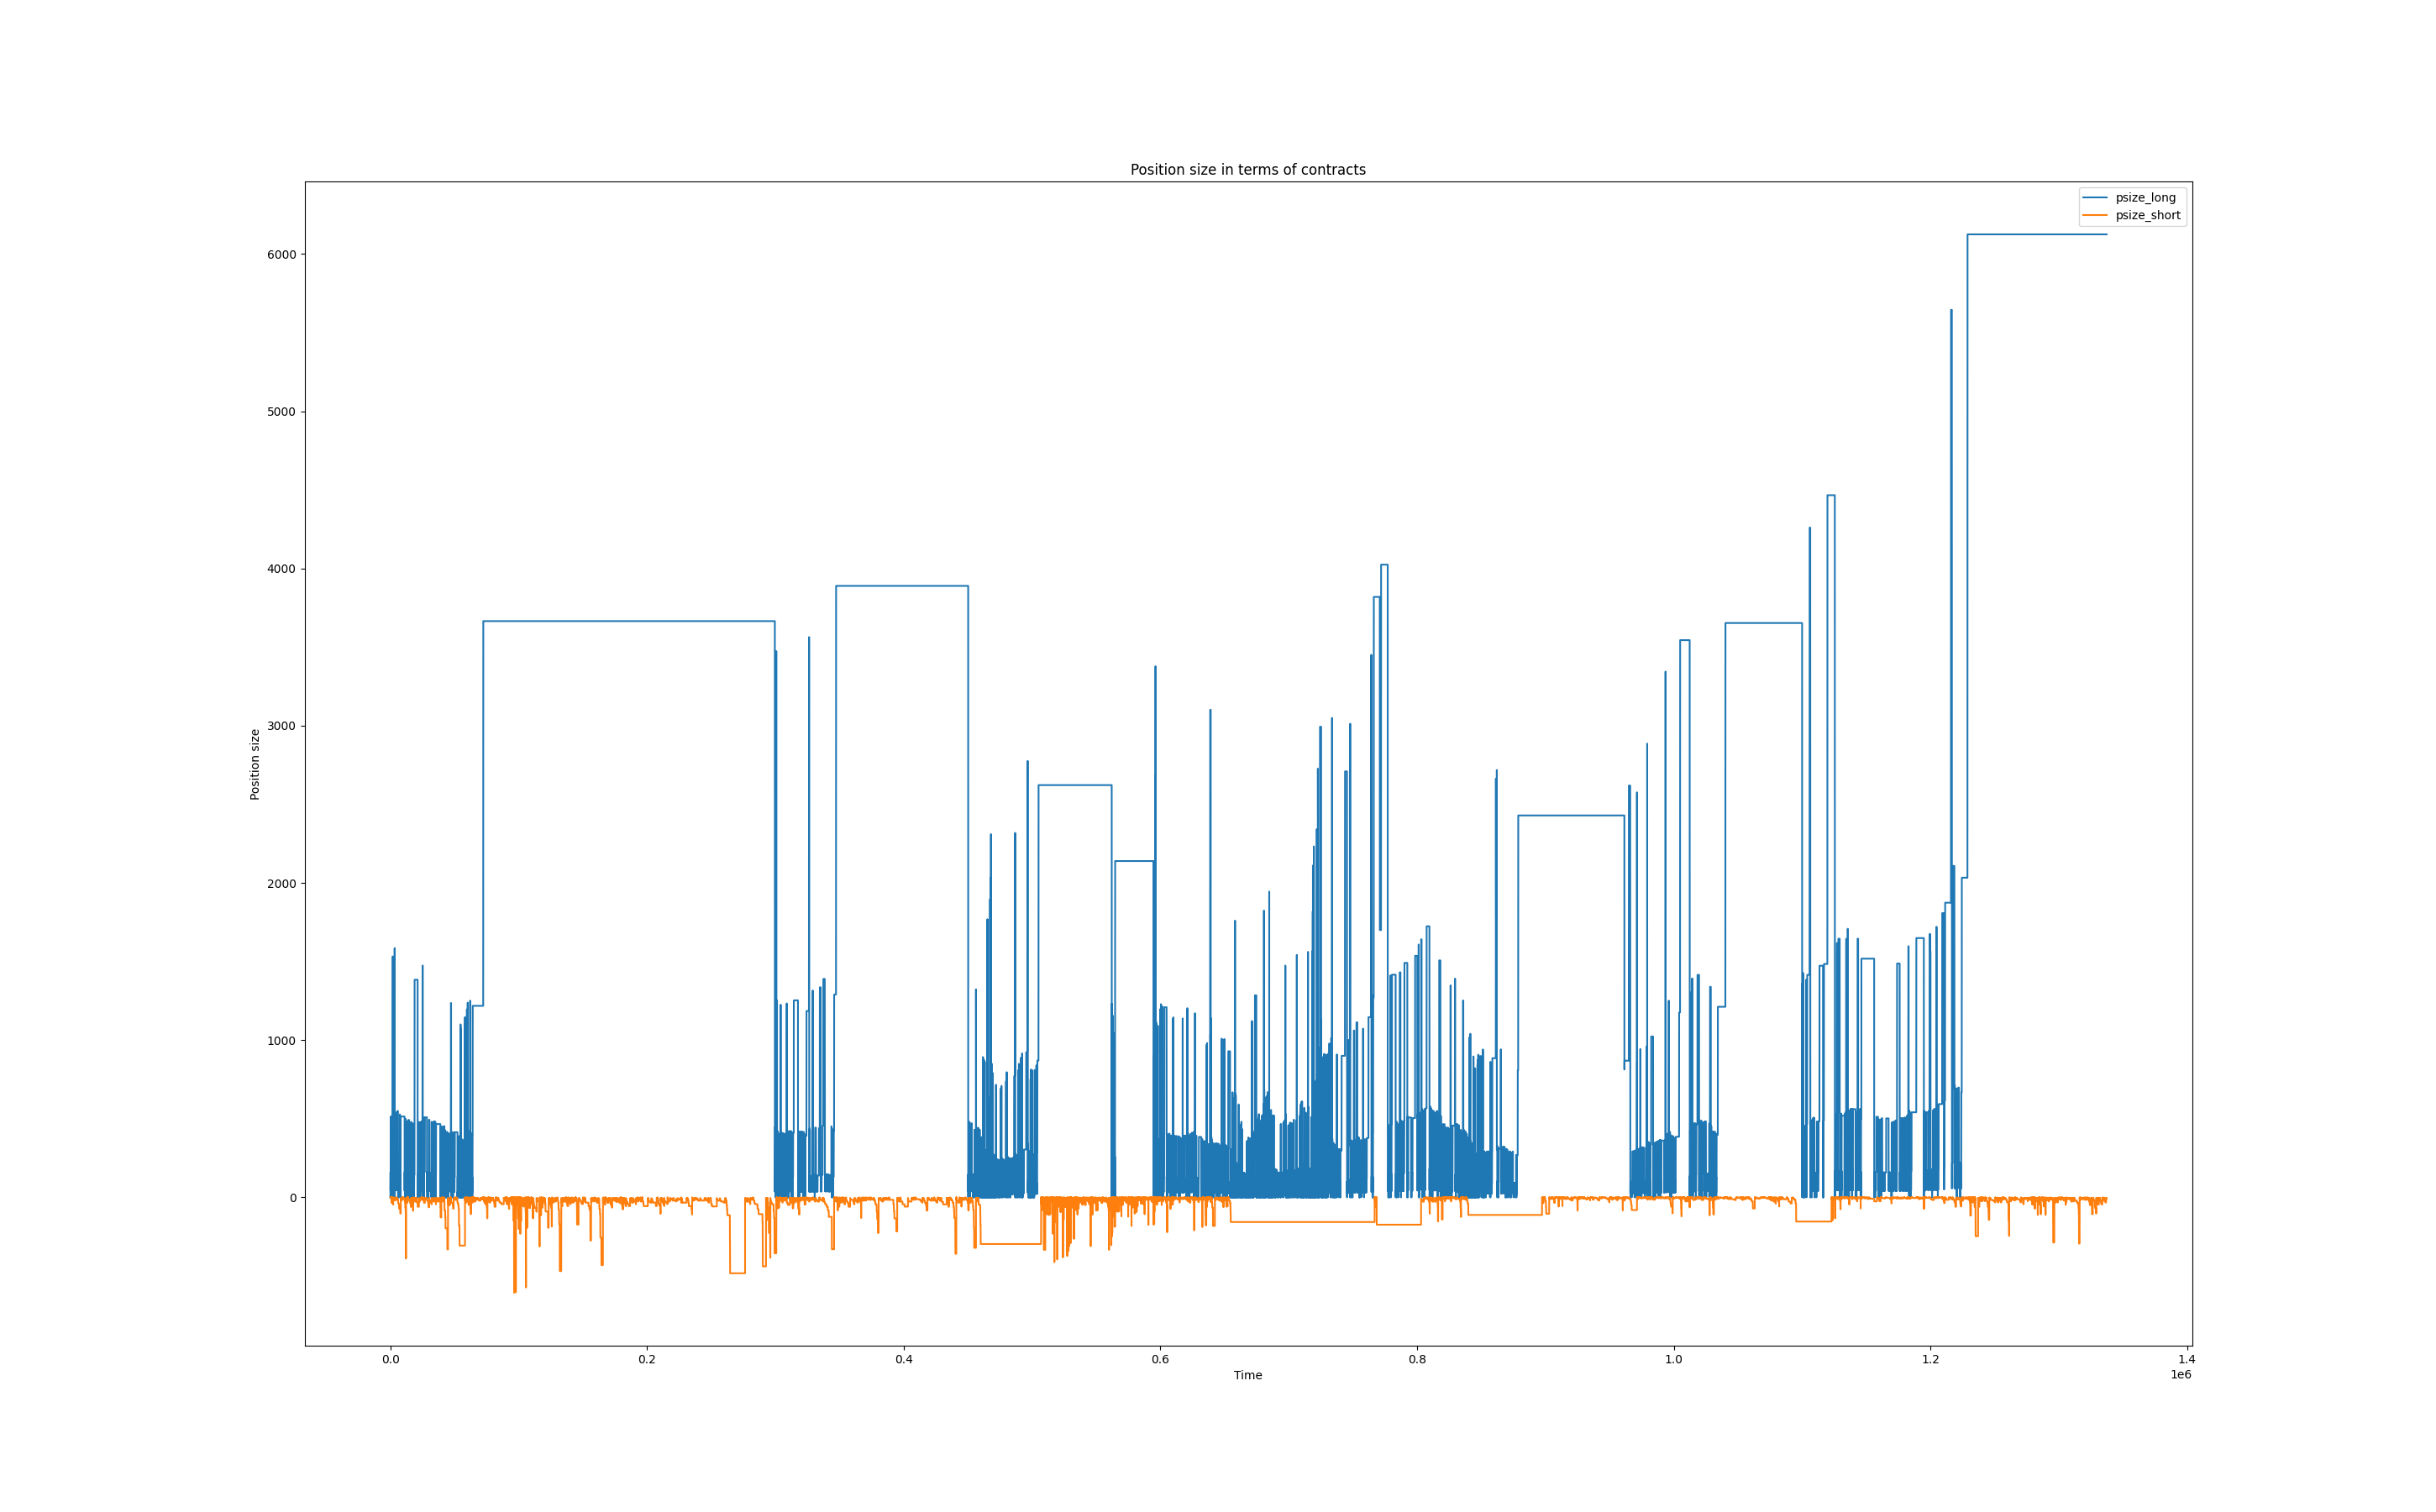 Position size in terms of contracts
psize_long
psize_short
Position size
6000
5000
4000
3000
2000
1000
0
0.0 0.2 0.4 0.6 0.8 1.0 1.2 1.4
Time
1e6